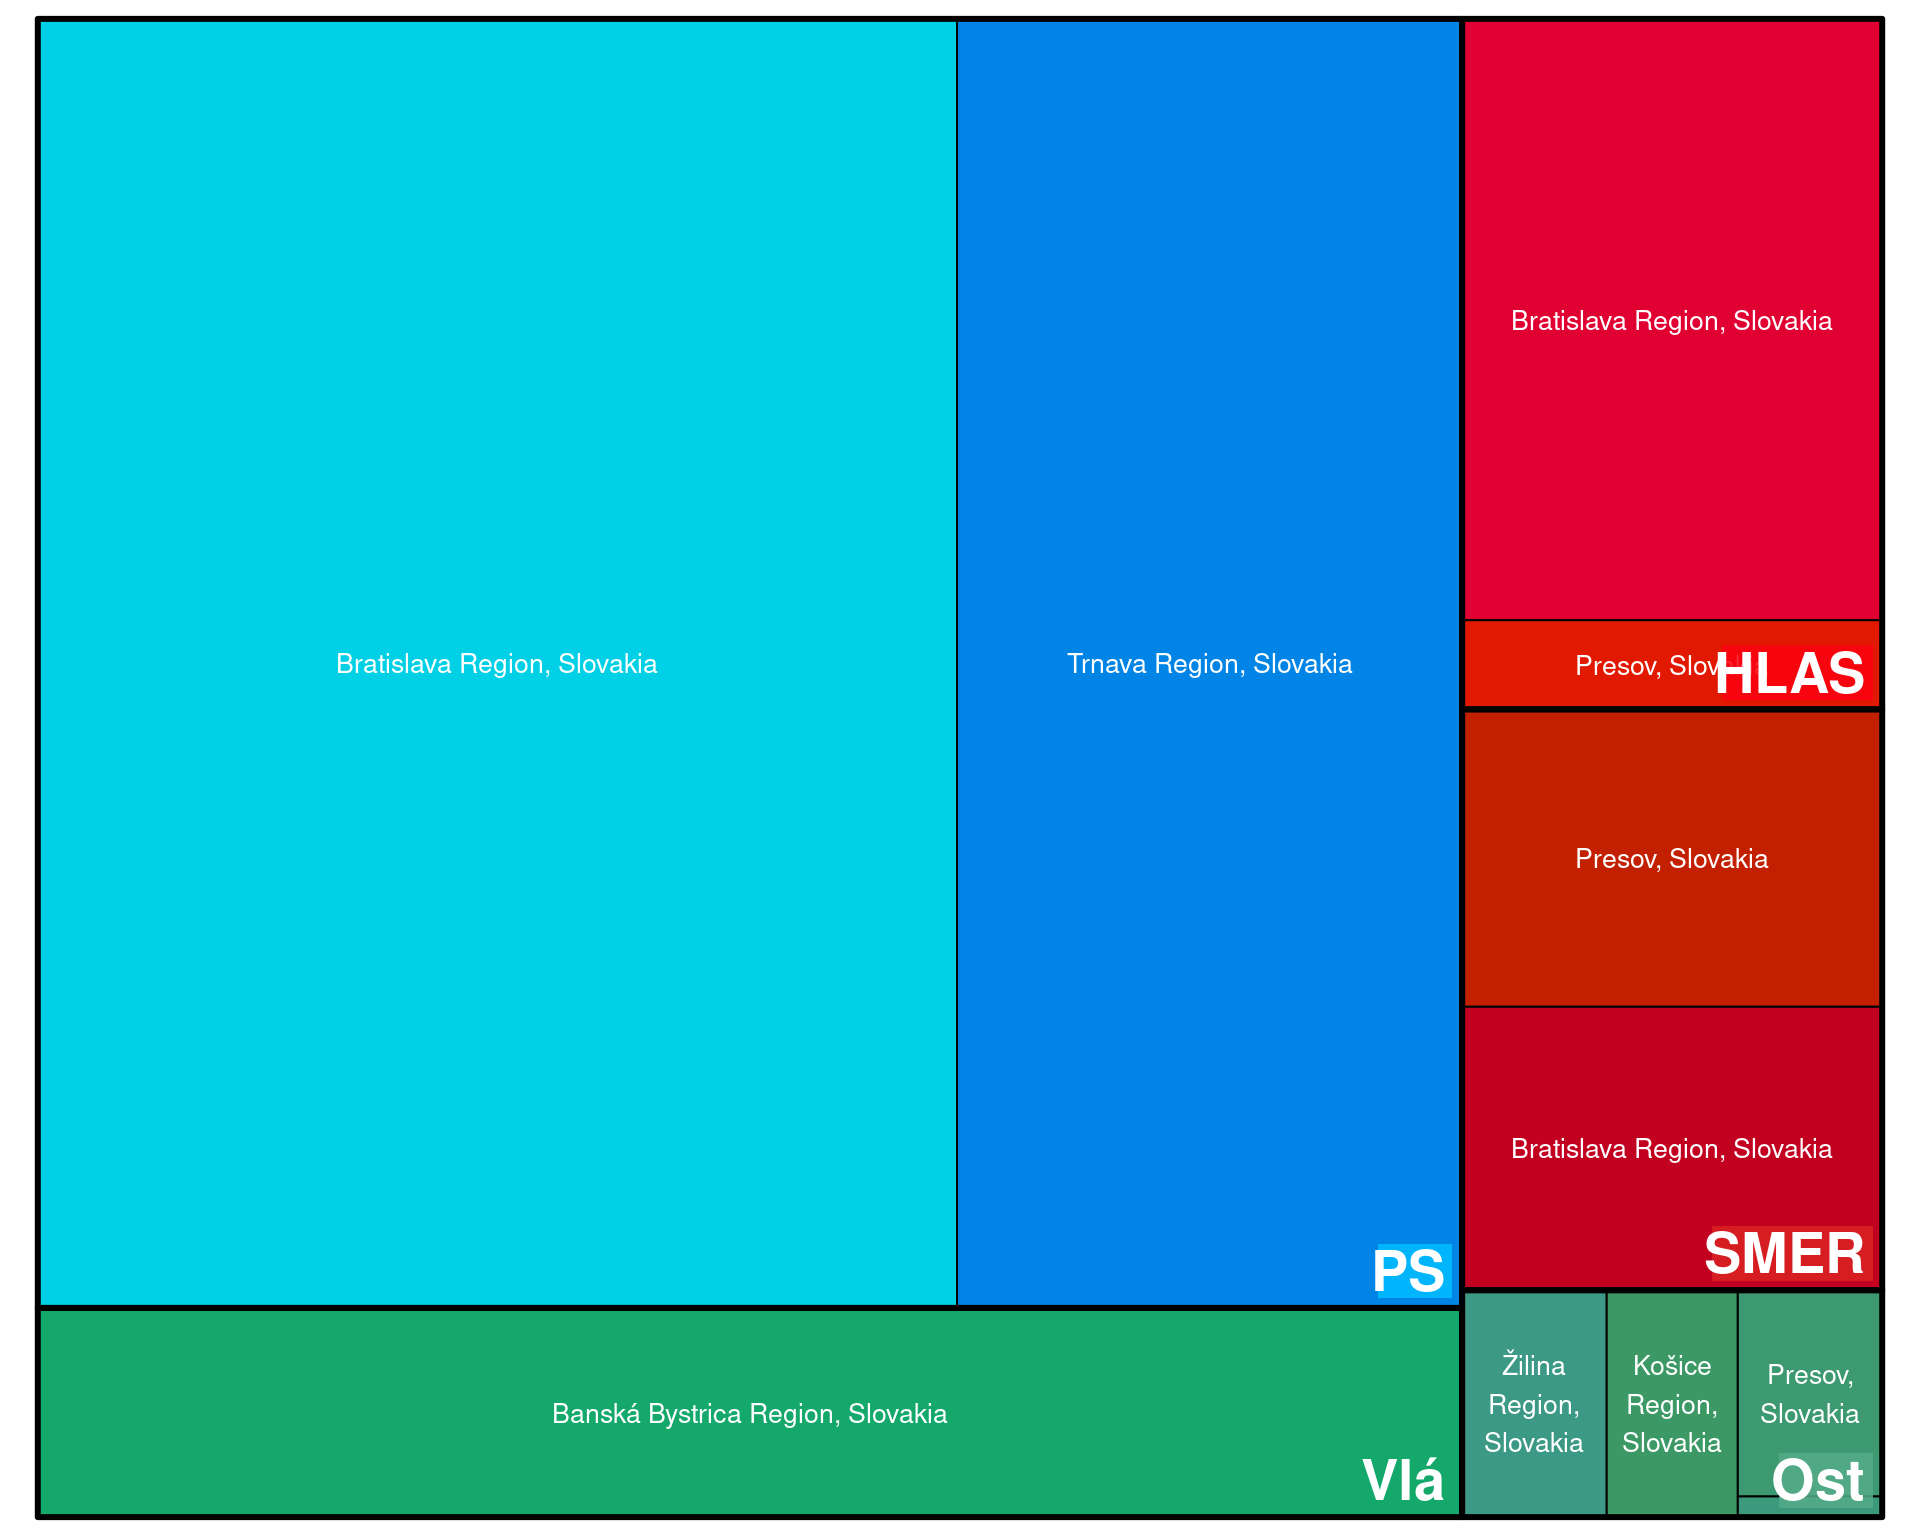 Bratislava Region, Slovakia
Trnava Region, Slovakia
PS
Banská Bystrica Region, Slovakia
Vlá
Bratislava Region, Slovakia
Presov, Slov
HLAS
Presov, Slovakia
Bratislava Region, Slovakia
SMER
Žilina
Region,
Slovakia
Košice
Region,
Slovakia
Presov,
Slovakia
Ost